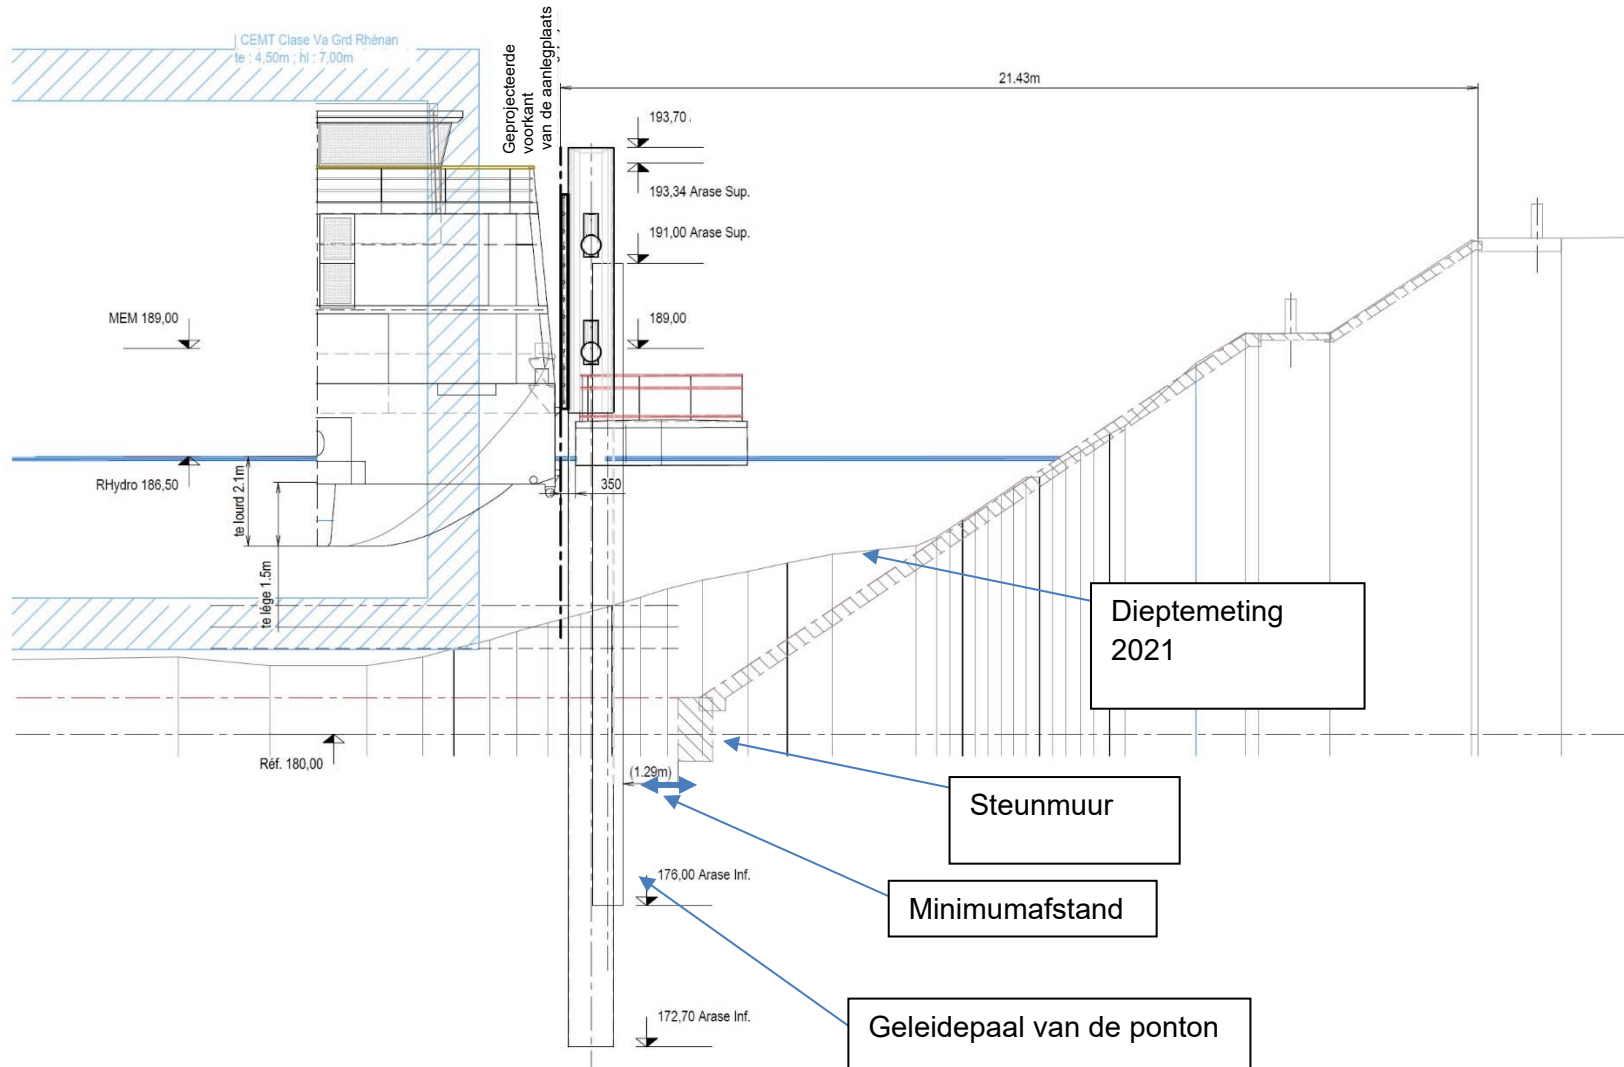 | CEMT Clase Va Grd Rhénan
te : 4,50m ; hl : 7,00m
Geprojecteerde
voorkant
van de aanlegplats
21.43m
193,70
193,34 Arase Sup.
191,00 Arase Sup.
MEM 189,00
189,00
RHydro 186,50
te lourd 2.1m
350
te lége 1.5m
Dieptemeting
2021
Réf. 180,00
(1.29m)
Steunmuur
176,00 Arase Inf.
Minimumafstand
172,70 Arase Inf.
Geleidepaal van de ponton